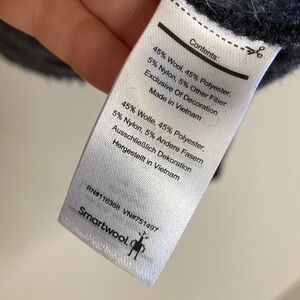 Contents:
45% Wool, 45% Polyester,
5% Nylon, 5% Other Fiber
Exclusive Of Decoration
Made in Vietnam
45% Wolle, 45% Polyester,
5% Nylon, 5% Andere Fasern
Ausschließlich Dekoration
Hergestellt in Vietnam
RN#116388 VN#751497
Smartwool